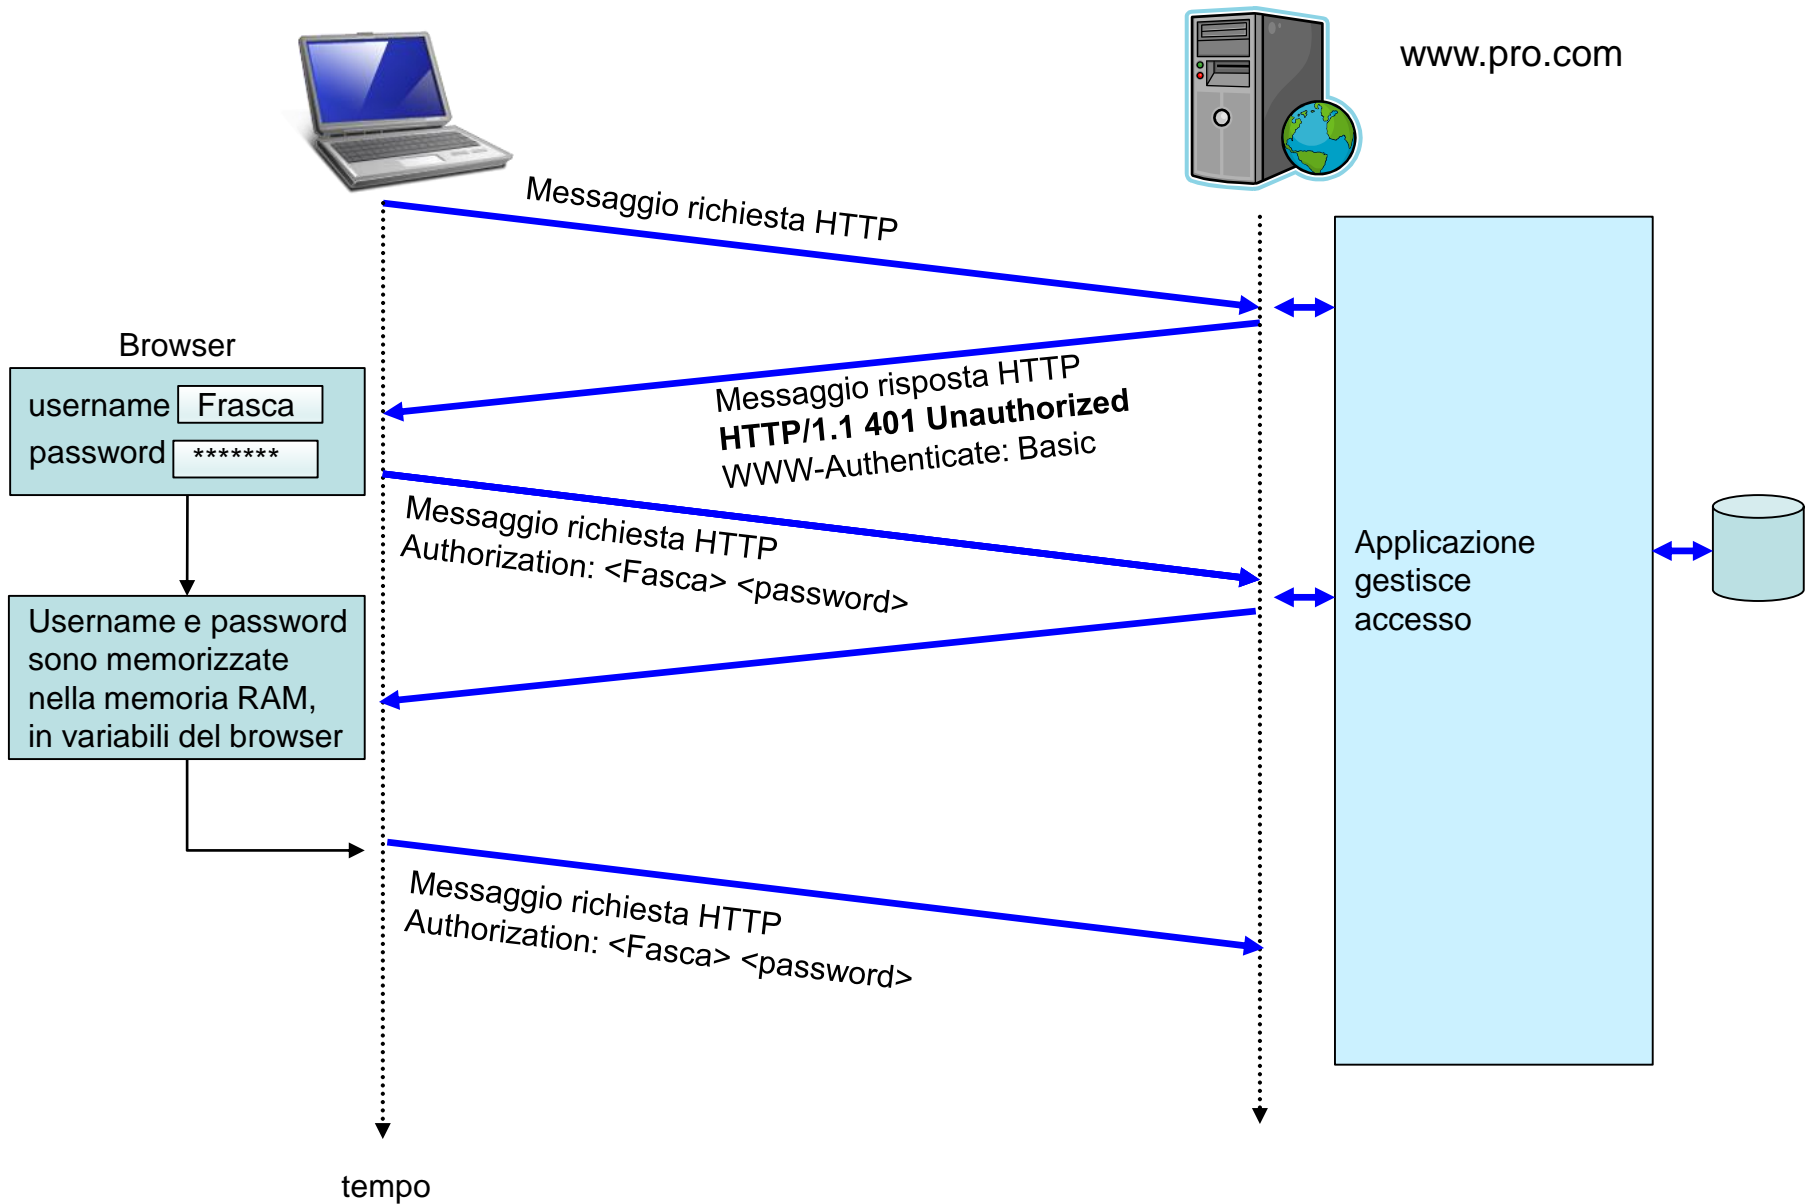 www.pro.com
Messaggio richiesta HTTP
Browser
username Frasca
password *******
Messaggio risposta HTTP
HTTP/1.1 401 Unauthorized
WWW-Authenticate: Basic
Messaggio richiesta HTTP
Authorization: <Fasca> <password>
Applicazione
gestisce
accesso
Username e password
sono memorizzate
nella memoria RAM,
in variabili del browser
Messaggio richiesta HTTP
Authorization: <Fasca> <password>
tempo